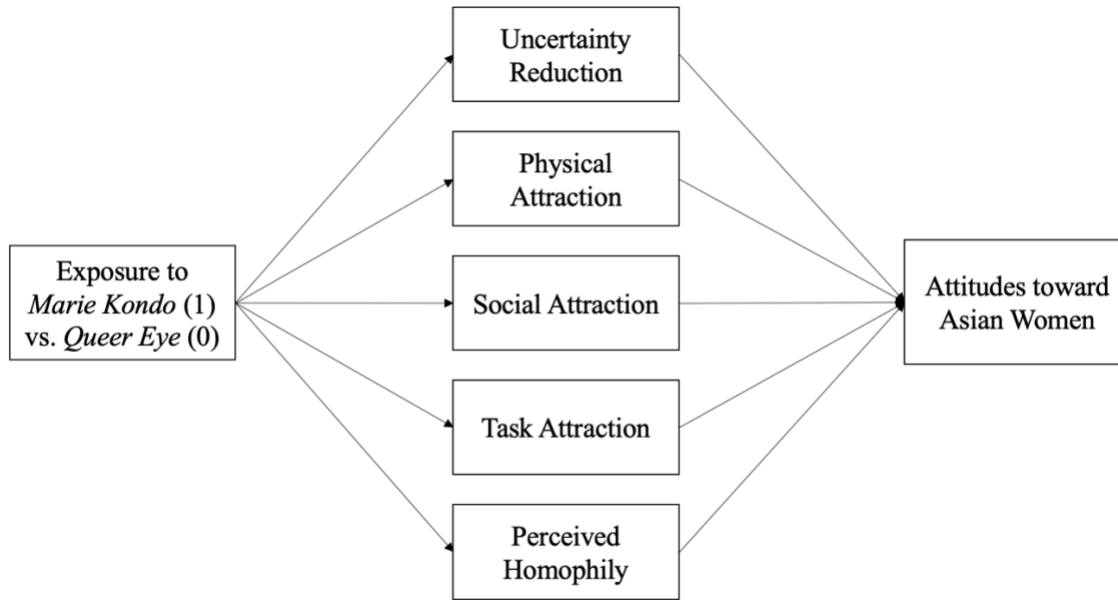 Uncertainty
Reduction
Physical
Attraction
Exposure to
Marie Kondo (1)
vs. Queer Eye (0)
Social Attraction
Attitudes toward
Asian Women
Task Attraction
Perceived
Homophily